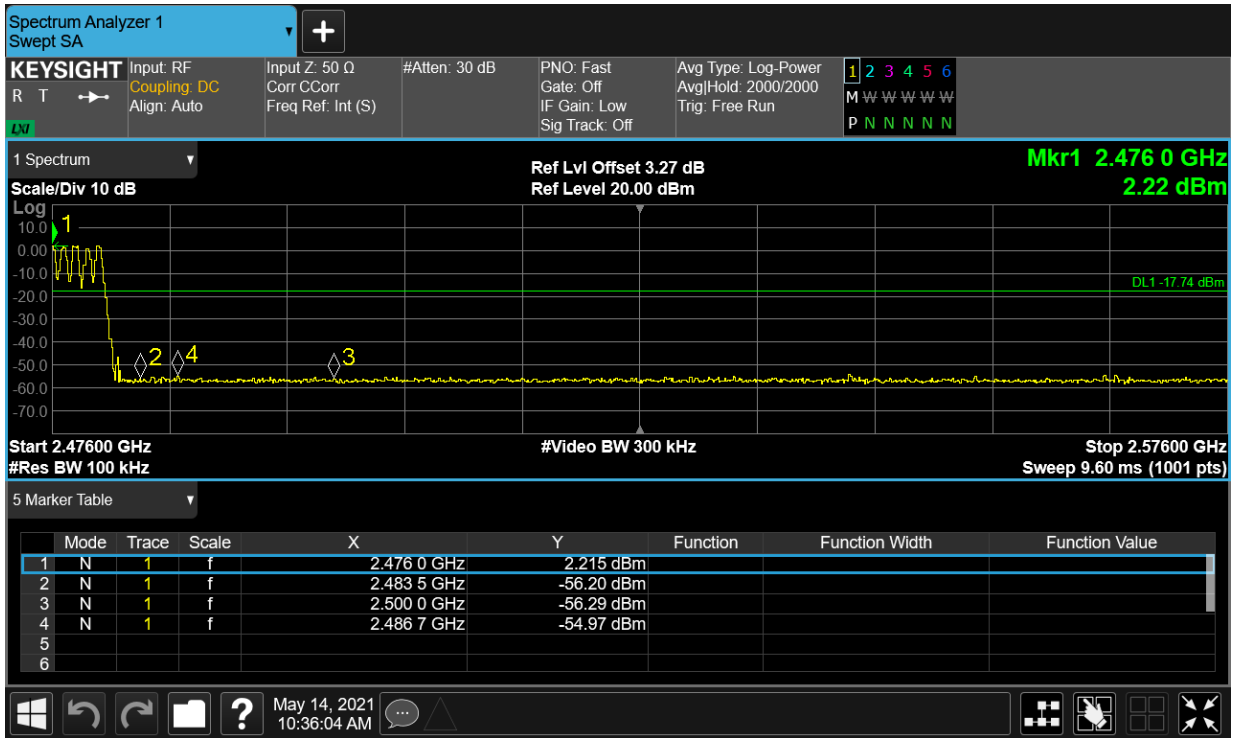 Spectrum Analyzer 1
Swept SA
KEYSIGHT
R T
LXI
Input: RF
Coupling: DC
Align: Auto
Input Z: 50 Ω
Corr CCorr
Freq Ref: Int (S)
#Atten: 30 dB
PNO: Fast
Gate: Off
IF Gain: Low
Sig Track: Off
Avg Type: Log-Power
Avg|Hold: 2000/2000
Trig: Free Run
1 2 3 4 5 6
M W W W W W
P N N N N N
1 Spectrum
Ref Lvl Offset 3.27 dB
Mkr1 2.476 0 GHz
Scale/Div 10 dB
Ref Level 20.00 dBm
2.22 dBm
Log
10.0
0.00
-10.0
-20.0
-30.0
-40.0
-50.0
-60.0
-70.0
1
DL1 -17.74 dBm
2
4
3
Start 2.47600 GHz
#Video BW 300 kHz
Stop 2.57600 GHz
#Res BW 100 kHz
Sweep 9.60 ms (1001 pts)
5 Marker Table
Mode Trace Scale X Y Function Function Width Function Value
1 N 1 f 2.476 0 GHz 2.215 dBm
2 N 1 f 2.483 5 GHz -56.20 dBm
3 N 1 f 2.500 0 GHz -56.29 dBm
4 N 1 f 2.486 7 GHz -54.97 dBm
5
6
?
May 14, 2021
10:36:04 AM